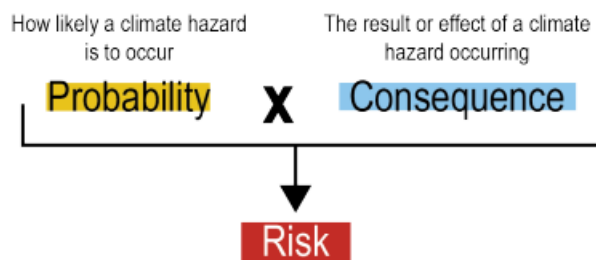 How likely a climate hazard
is to occur
The result or effect of a climate
hazard occurring
Probability x Consequence
Risk